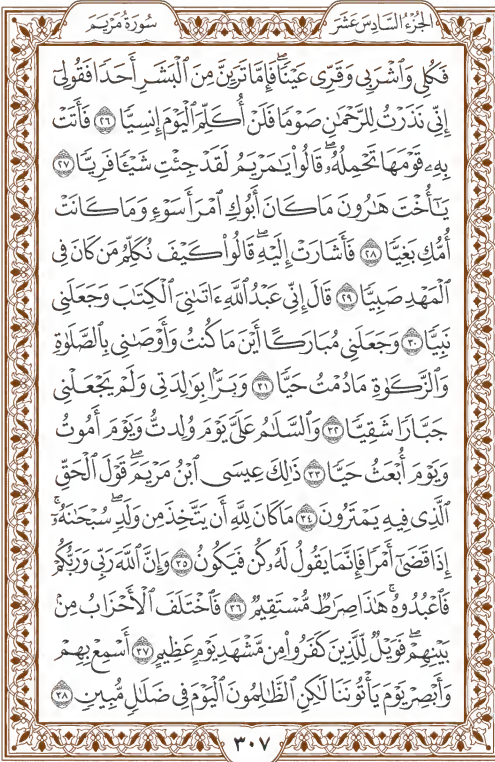 سُورَةُ مَرْيَم
الجُزْءُ السَّادِسَ عَشَرَ
فَكُلِي وَٱشْرَبِي وَقَرِّي عَيْنٗاۖ فَإِمَّا تَرَيِنَّ مِنَ ٱلْبَشَرِ أَحَدٗا فَقُولِيٓ
إِنِّي نَذَرْتُ لِلرَّحْمَٰنِ صَوْمٗا فَلَنْ أُكَلِّمَ ٱلْيَوْمَ إِنسِيّٗا ٢٦ فَأَتَتْ
بِهِۦ قَوْمَهَا تَحْمِلُهُۥۖ قَالُواْ يَٰمَرْيَمُ لَقَدْ جِئْتِ شَيْـٔٗا فَرِيّٗا ٢٧
يَٰٓأُخْتَ هَٰرُونَ مَا كَانَ أَبُوكِ ٱمْرَأَ سَوْءٖ وَمَا كَانَتْ
أُمُّكِ بَغِيّٗا ٢٨ فَأَشَارَتْ إِلَيْهِۖ قَالُواْ كَيْفَ نُكَلِّمُ مَن كَانَ فِي
ٱلْمَهْدِ صَبِيّٗا ٢٩ قَالَ إِنِّي عَبْدُ ٱللَّهِ ءَاتَىٰنِيَ ٱلْكِتَٰبَ وَجَعَلَنِي
نَبِيّٗا ٣٠ وَجَعَلَنِي مُبَارَكًا أَيْنَ مَا كُنتُ وَأَوْصَٰنِي بِٱلصَّلَوٰةِ
وَٱلزَّكَوٰةِ مَا دُمْتُ حَيّٗا ٣١ وَبَرَّۢا بِوَٰلِدَتِي وَلَمْ يَجْعَلْنِي
جَبَّارٗا شَقِيّٗا ٣٢ وَٱلسَّلَٰمُ عَلَيَّ يَوْمَ وُلِدتُّ وَيَوْمَ أَمُوتُ
وَيَوْمَ أُبْعَثُ حَيّٗا ٣٣ ذَٰلِكَ عِيسَى ٱبْنُ مَرْيَمَۖ قَوْلَ ٱلْحَقِّ
ٱلَّذِي فِيهِ يَمْتَرُونَ ٣٤ مَا كَانَ لِلَّهِ أَن يَتَّخِذَ مِن وَلَدٖۖ سُبْحَٰنَهُۥٓۚ
إِذَا قَضَىٰٓ أَمْرٗا فَإِنَّمَا يَقُولُ لَهُۥ كُن فَيَكُونُ ٣٥ وَإِنَّ ٱللَّهَ رَبِّي وَرَبُّكُمْ
فَٱعْبُدُوهُۚ هَٰذَا صِرَٰطٞ مُّسْتَقِيمٞ ٣٦ فَٱخْتَلَفَ ٱلْأَحْزَابُ مِنۢ
بَيْنِهِمْۖ فَوَيْلٞ لِّلَّذِينَ كَفَرُواْ مِن مَّشْهَدِ يَوْمٍ عَظِيمٍ ٣٧ أَسْمِعْ بِهِمْ
وَأَبْصِرْ يَوْمَ يَأْتُونَنَا لَٰكِنِ ٱلظَّٰلِمُونَ ٱلْيَوْمَ فِي ضَلَٰلٖ مُّبِينٖ ٣٨
٣٠٧